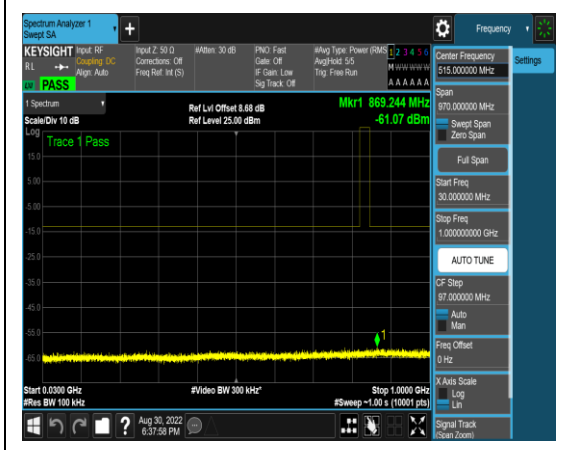 Spectrum Analyzer 1
Swept SA
+
Frequency
KEYSIGHT
RL
PASS
Input: RF
Coupling: DC
Align: Auto
Input Z: 50 Ω
Corrections: Off
Freq Ref: Int (S)
#Atten: 30 dB
PNO: Fast
Gate: Off
IF Gain: Low
Sig Track: Off
#Avg Type: Power (RMS
Avg|Hold: 5/5
Trig: Free Run
1 2 3 4 5 6
M W W W W W
A A A A A A
1 Spectrum
Scale/Div 10 dB
Ref Lvl Offset 8.68 dB
Ref Level 25.00 dBm
Mkr1 869.244 MHz
-61.07 dBm
Log
Trace 1 Pass
15.0
5.00
-5.00
-15.0
-25.0
-35.0
-45.0
-55.0
-65.0
1
Start 0.0300 GHz
#Res BW 100 kHz
#Video BW 300 kHz*
Stop 1.0000 GHz
#Sweep ~1.00 s (10001 pts)
Center Frequency
515.000000 MHz
Span
970.000000 MHz
Swept Span
Zero Span
Full Span
Start Freq
30.000000 MHz
Stop Freq
1.000000000 GHz
AUTO TUNE
CF Step
97.000000 MHz
Auto
Man
Freq Offset
0 Hz
X Axis Scale
Log
Lin
Signal Track
(Span Zoom)
Settings
?
Aug 30, 2022
6:37:58 PM